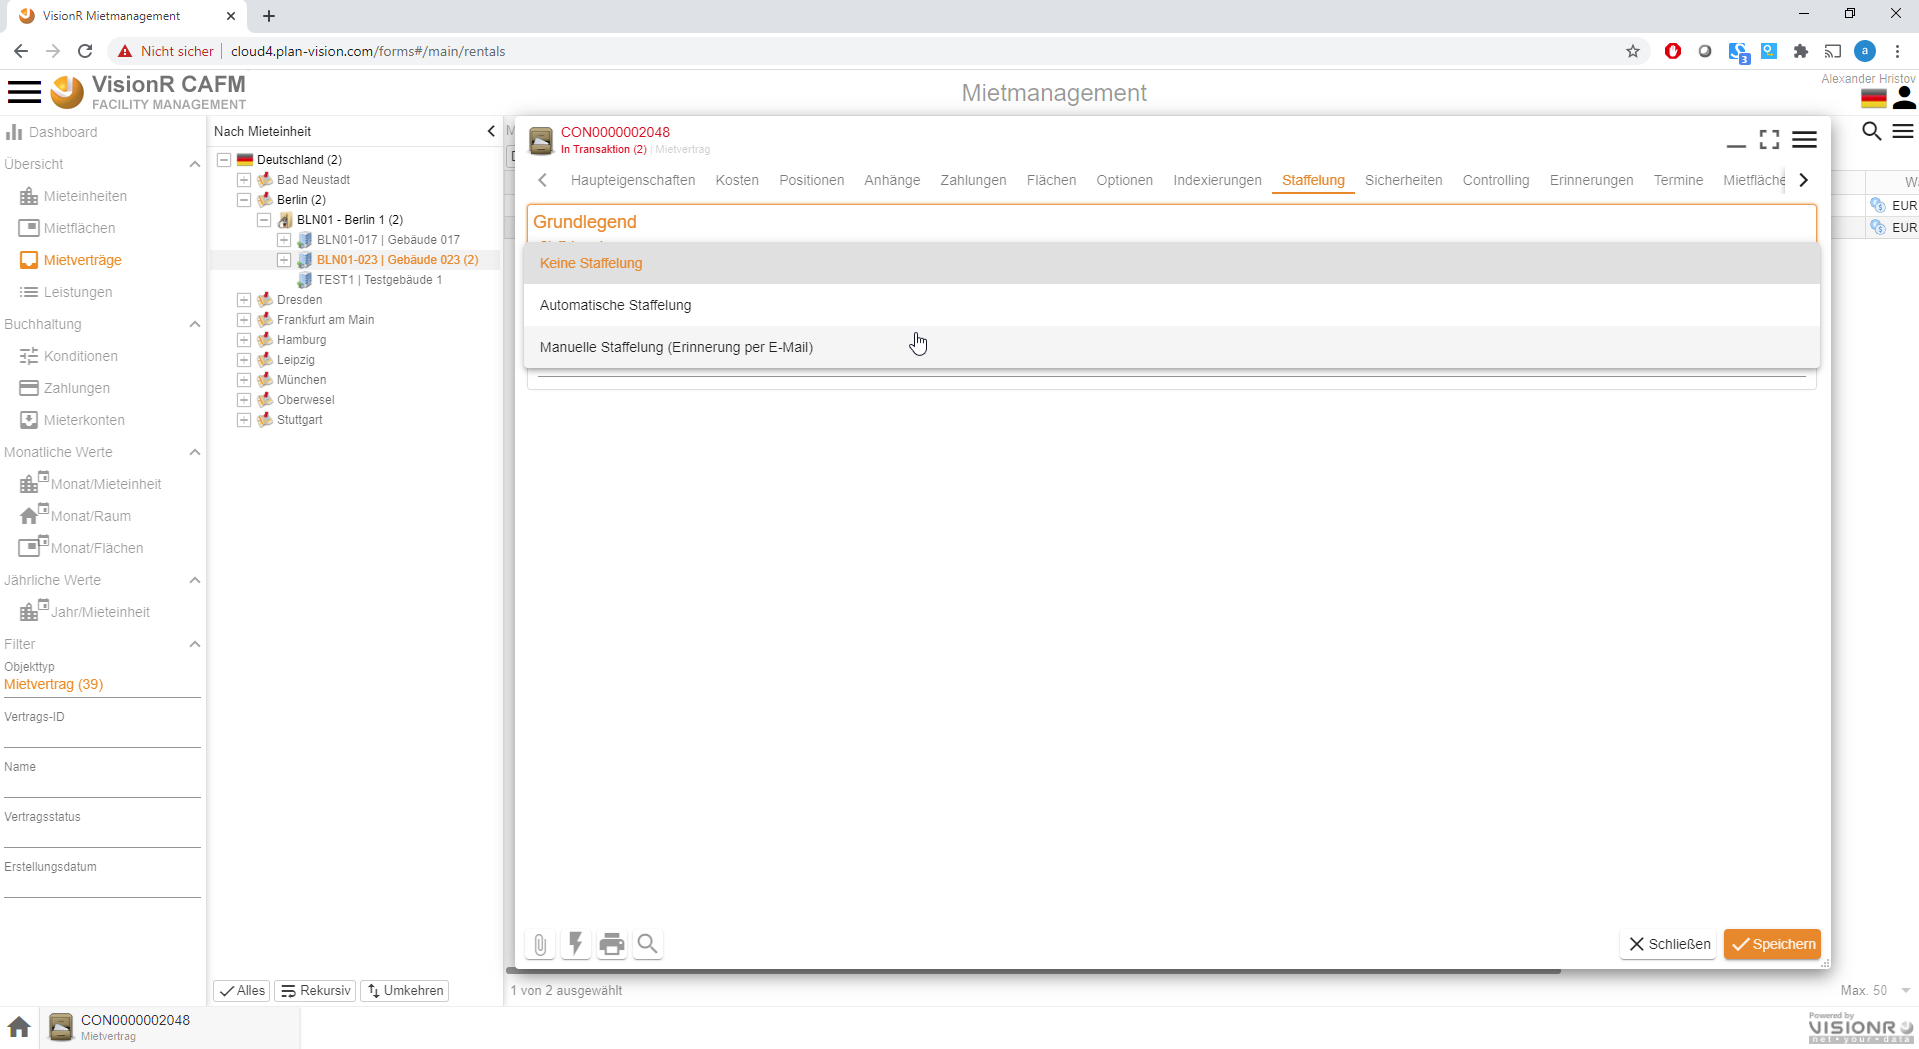 VisionR Mietmanagement
Nicht sicher
cloud4.plan-vision.com/forms#/main/rentals
3
a
VisionR CAFM
FACILITY MANAGEMENT
Mietmanagement
Alexander Hristov
Dashboard
Übersicht
Mieteinheiten
Mietflächen
Mietverträge
Leistungen
Buchhaltung
Konditionen
Zahlungen
Mieterkonten
Monatliche Werte
Monat/Mieteinheit
Monat/Raum
Monat/Flächen
Jährliche Werte
Jahr/Mieteinheit
Filter
Objekttyp
Mietvertrag (39)
Vertrags-ID
Name
Vertragsstatus
Erstellungsdatum
Nach Mieteinheit
Deutschland (2)
Bad Neustadt
Berlin (2)
BLN01 - Berlin 1 (2)
BLN01-017 | Gebäude 017
BLN01-023 | Gebäude 023 (2)
TEST1 | Testgebäude 1
Dresden
Frankfurt am Main
Hamburg
Leipzig
München
Oberwesel
Stuttgart
Alles
Rekursiv
Umkehren
CON0000002048
In Transaktion (2) | Mietvertrag
Haupteigenschaften
Kosten
Positionen
Anhänge
Zahlungen
Flächen
Optionen
Indexierungen
Staffelung
Sicherheiten
Controlling
Erinnerungen
Termine
Mietfläche
Grundlegend
Keine Staffelung
Automatische Staffelung
Manuelle Staffelung (Erinnerung per E-Mail)
EUR
EUR
Schließen
Speichern
1 von 2 ausgewählt
Max. 50
CON0000002048
Mietvertrag
Powered by
VISIONR
net • your • data